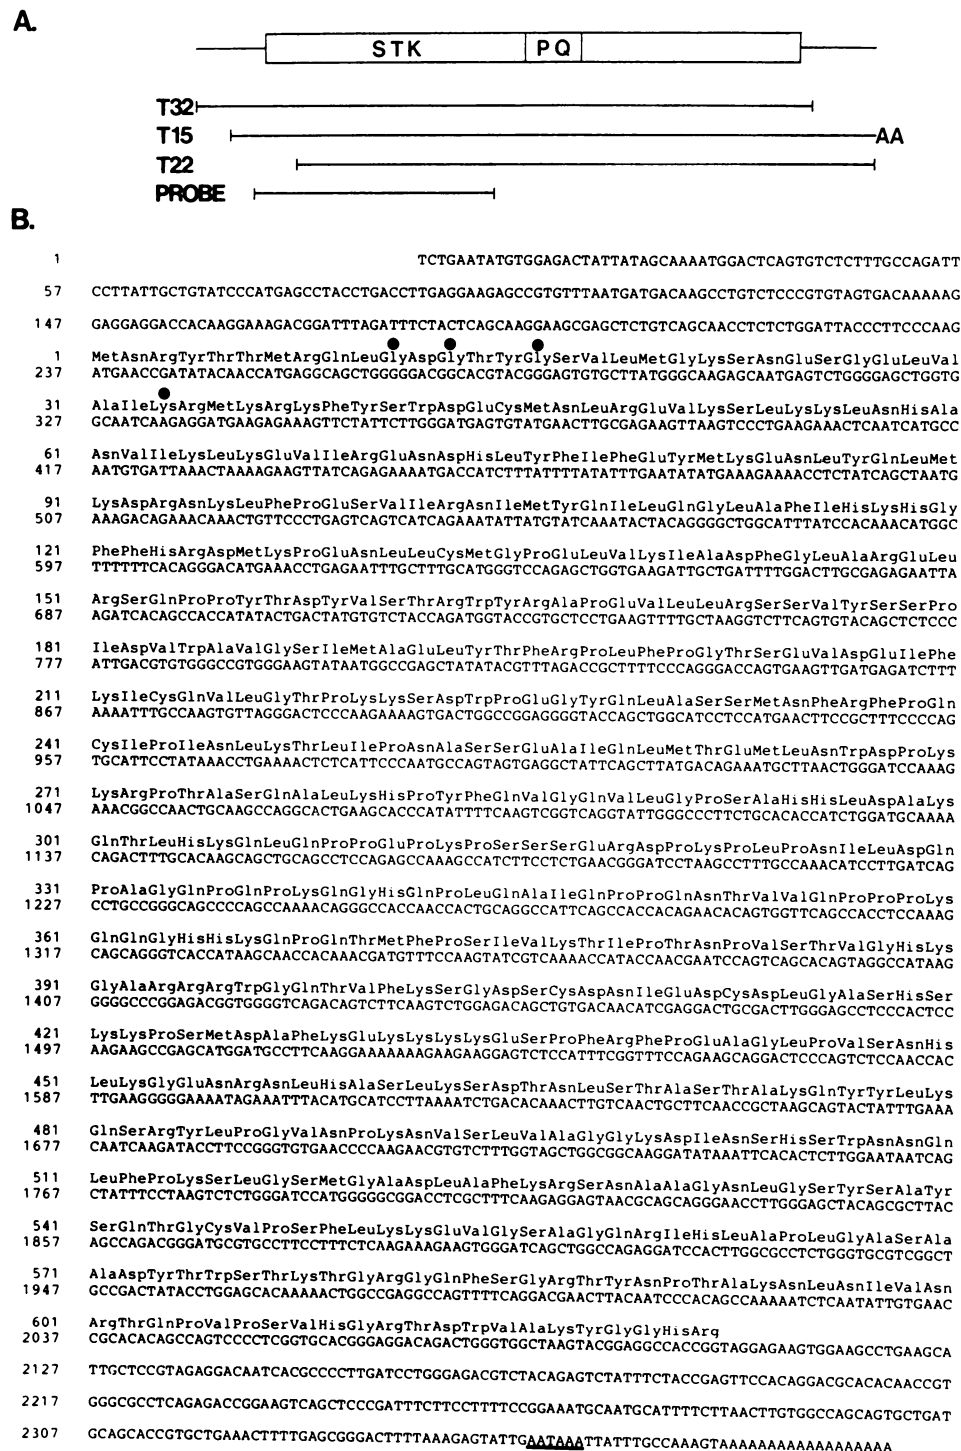 A.
STK PQ
T32
T15 AA
T22
PROBE
B.
1 TCTGAATATGTGGAGACTATTATAGCAAAATGGACTCAGTGTCTCTTTGCCAGATT
57 CCTTATTGCTGTATCCCATGAGCCTACCTGACCTTGAGGAAGAGCCGTGTTTAATGATGACAAGCCTGTCTCCCGTGTAGTGACAAAAAG
147 GAGGAGGACCACAAGGAAAGACGGATTTAGATTTCTACTCAGCAAGGAAGCGAGCTCTGTCAGCAACCTCTCTGGATTACCCTTCCCAAG
1 MetAsnArgTyrThrThrMetArgGlnLeuGlyAspGlyThrTyrGlySerValLeuMetGlyLysSerAsnGluSerGlyGluLeuVal
237 ATGAACCGATATACAACCATGAGGCAGCTGGGGGACGGCACGTACGGGAGTGTGCTTATGGGCAAGAGCAATGAGTCTGGGGAGCTGGTG
31 AlaIleLysArgMetLysArgLysPheTyrSerTrpAspGluCysMetAsnLeuArgGluValLysSerLeuLysLysLeuAsnHisAla
327 GCAATCAAGAGGATGAAGAGAAAGTTCTATTCTTGGGATGAGTGTATGAACTTGCGAGAAGTTAAGTCCCTGAAGAAACTCAATCATGCC
61 AsnValIleLysLeuLysGluValIleArgGluAsnAspHisLeuTyrPheIlePheGluTyrMetLysGluAsnLeuTyrGlnLeuMet
417 AATGTGATTAAACTAAAAGAAGTTATCAGAGAAAATGACCATCTTTATTTTATATTTGAATATATGAAAGAAAACCTCTATCAGCTAATG
91 LysAspArgAsnLysLeuPheProGluSerValIleArgAsnIleMetTyrGlnIleLeuGlnGlyLeuAlaPheIleHisLysHisGly
507 AAAGACAGAAACAAACTGTTCCCTGAGTCAGTCATCAGAAATATTATGTATCAAATACTACAGGGGCTGGCATTTATCCACAAACATGGC
121 PhePheHisArgAspMetLysProGluAsnLeuLeuCysMetGlyProGluLeuValLysIleAlaAspPheGlyLeuAlaArgGluLeu
597 TTTTTTCACAGGGACATGAAACCTGAGAATTTGCTTTGCATGGGTCCAGAGCTGGTGAAGATTGCTGATTTTGGACTTGCGAGAGAATTA
151 ArgSerGlnProProTyrThrAspTyrValSerThrArgTrpTyrArgAlaProGluValLeuLeuArgSerSerValTyrSerSerPro
687 AGATCACAGCCACCATATACTGACTATGTGTCTACCAGATGGTACCGTGCTCCTGAAGTTTTGCTAAGGTCTTCAGTGTACAGCTCTCCC
181 IleAspValTrpAlaValGlySerIleMetAlaGluLeuTyrThrPheArgProLeuPheProGlyThrSerGluValAspGluIlePhe
777 ATTGACGTGTGGGCCGTGGGAAGTATAATGGCCGAGCTATATACGTTTAGACCGCTTTTCCCAGGGACCAGTGAAGTTGATGAGATCTTT
211 LysIleCysGlnValLeuGlyThrProLysLysSerAspTrpProGluGlyTyrGlnLeuAlaSerSerMetAsnPheArgPheProGln
867 AAAATTTGCCAAGTGTTAGGGACTCCCAAGAAAAGTGACTGGCCGGAGGGGTACCAGCTGGCATCCTCCATGAACTTCCGCTTTCCCCAG
241 CysIleProIleAsnLeuLysThrLeuIleProAsnAlaSerSerGluAlaIleGlnLeuMetThrGluMetLeuAsnTrpAspProLys
957 TGCATTCCTATAAACCTGAAAACTCTCATTCCCAATGCCAGTAGTGAGGCTATTCAGCTTATGACAGAAATGCTTAACTGGGATCCAAAG
271 LysArgProThrAlaSerGlnAlaLeuLysHisProTyrPheGlnValGlyGlnValLeuGlyProSerAlaHisHisLeuAspAlaLys
1047 AAACGGCCAACTGCAAGCCAGGCACTGAAGCACCCATATTTTCAAGTCGGTCAGGTATTGGGCCCTTCTGCACACCATCTGGATGCAAAA
301 GlnThrLeuHisLysGlnLeuGlnProProGluProLysProSerSerSerGluArgAspProLysProLeuProAsnIleLeuAspGln
1137 CAGACTTTGCACAAGCAGCTGCAGCCTCCAGAGCCAAAGCCATCTTCCTCTGAACGGGATCCTAAGCCTTTGCCAAACATCCTTGATCAG
331 ProAlaGlyGlnProGlnProLysGlnGlyHisGlnProLeuGlnAlaIleGlnProProGlnAsnThrValValGlnProProProLys
1227 CCTGCCGGGCAGCCCCAGCCAAAACAGGGCCACCAACCACTGCAGGCCATTCAGCCACCACAGAACACAGTGGTTCAGCCACCTCCAAAG
361 GlnGlnGlyHisHisLysGlnProGlnThrMetPheProSerIleValLysThrIleProThrAsnProValSerThrValGlyHisLys
1317 CAGCAGGGTCACCATAAGCAACCACAAACGATGTTTCCAAGTATCGTCAAAACCATACCAACGAATCCAGTCAGCACAGTAGGCCATAAG
391 GlyAlaArgArgArgTrpGlyGlnThrValPheLysSerGlyAspSerCysAspAsnIleGluAspCysAspLeuGlyAlaSerHisSer
1407 GGGGCCCGGAGACGGTGGGGTCAGACAGTCTTCAAGTCTGGAGACAGCTGTGACAACATCGAGGACTGCGACTTGGGAGCCTCCCACTCC
421 LysLysProSerMetAspAlaPheLysGluLysLysLysLysGluSerProPheArgPheProGluAlaGlyLeuProValSerAsnHis
1497 AAGAAGCCGAGCATGGATGCCTTCAAGGAAAAAAAGAAGAAGGAGTCTCCATTTCGGTTTCCAGAAGCAGGACTCCCAGTCTCCAACCAC
451 LeuLysGlyGluAsnArgAsnLeuHisAlaSerLeuLysSerAspThrAsnLeuSerThrAlaSerThrAlaLysGlnTyrTyrLeuLys
1587 TTGAAGGGGGAAAATAGAAATTTACATGCATCCTTAAAATCTGACACAAACTTGTCAACTGCTTCAACCGCTAAGCAGTACTATTTGAAA
481 GlnSerArgTyrLeuProGlyValAsnProLysAsnValSerLeuValAlaGlyGlyLysAspIleAsnSerHisSerTrpAsnAsnGln
1677 CAATCAAGATACCTTCCGGGTGTGAACCCCAAGAACGTGTCTTTGGTAGCTGGCGGCAAGGATATAAATTCACACTCTTGGAATAATCAG
511 LeuPheProLysSerLeuGlySerMetGlyAlaAspLeuAlaPheLysArgSerAsnAlaAlaGlyAsnLeuGlySerTyrSerAlaTyr
1767 CTATTTCCTAAGTCTCTGGGATCCATGGGGGCGGACCTCGCTTTCAAGAGGAGTAACGCAGCAGGGAACCTTGGGAGCTACAGCGCTTAC
541 SerGlnThrGlyCysValProSerPheLeuLysLysGluValGlySerAlaGlyGlnArgIleHisLeuAlaProLeuGlyAlaSerAla
1857 AGCCAGACGGGATGCGTGCCTTCCTTTCTCAAGAAAGAAGTGGGATCAGCTGGCCAGAGGATCCACTTGGCGCCTCTGGGTGCGTCGGCT
571 AlaAspTyrThrTrpSerThrLysThrGlyArgGlyGlnPheSerGlyArgThrTyrAsnProThrAlaLysAsnLeuAsnIleValAsn
1947 GCCGACTATACCTGGAGCACAAAAACTGGCCGAGGCCAGTTTTCAGGACGAACTTACAATCCCACAGCCAAAAATCTCAATATTGTGAAC
601 ArgThrGlnProValProSerValHisGlyArgThrAspTrpValAlaLysTyrGlyGlyHisArg
2037 CGCACACAGCCAGTCCCCTCGGTGCACGGGAGGACAGACTGGGTGGCTAAGTACGGAGGCCACCGGTAGGAGAAGTGGAAGCCTGAAGCA
2127 TTGCTCCGTAGAGGACAATCACGCCCCTTGATCCTGGGAGACGTCTACAGAGTCTATTTCTACCGAGTTCCACAGGACGCACACAACCGT
2217 GGGCGCCTCAGAGACCGGAAGTCAGCTCCCGATTTCTTCCTTTTCCGGAAATGCAATGCATTTTCTTAACTTGTGGCCAGCAGTGCTGAT
2307 GCAGCACCGTGCTGAAACTTTTGAGCGGGACTTTTAAAGAGTATTGAATAAATTATTTGCCAAAGTAAAAAAAAAAAAAAAAA